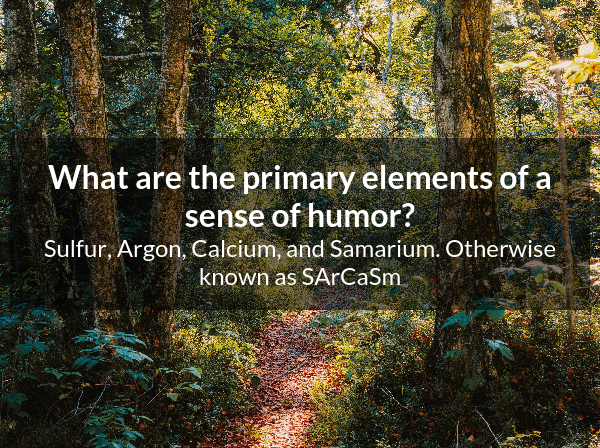 What are the primary elements of a
sense of humor?
Sulfur, Argon, Calcium, and Samarium. Otherwise
known as SArCaSm